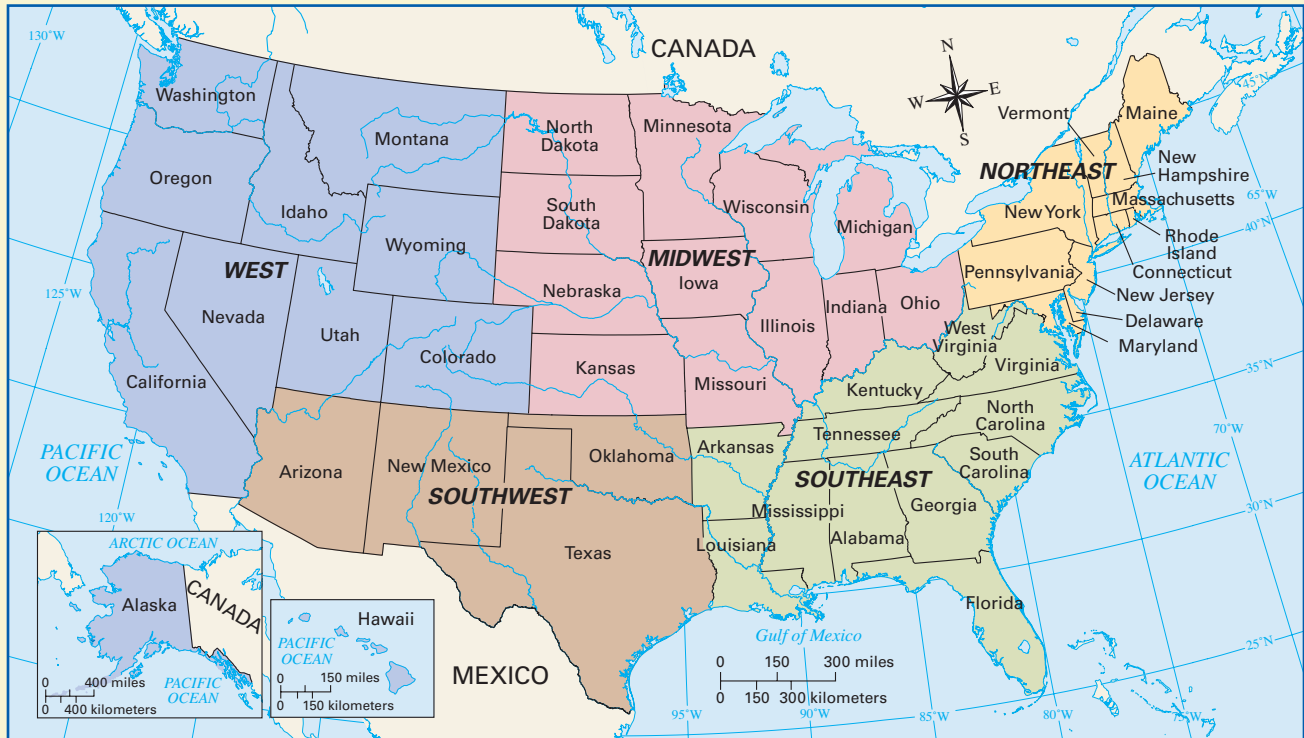 130˚W
CANADA
N
W
E
S
45˚N
Washington
Montana
North
Dakota
Minnesota
Vermont
Maine
Oregon
Idaho
NORTHEAST
New
Hampshire
South
Dakota
Wisconsin
Massachusetts
65˚W
Wyoming
Michigan
New York
Rhode
Island
40˚N
WEST
MIDWEST
Iowa
Pennsylvania
Connecticut
125˚W
Nebraska
New Jersey
Nevada
Utah
Illinois
Indiana
Ohio
Delaware
Maryland
Colorado
West
Virginia
Virginia
35˚N
California
Kansas
Missouri
Kentucky
North
Carolina
70˚W
PACIFIC
OCEAN
Arizona
New Mexico
Oklahoma
Arkansas
Tennessee
South
Carolina
ATLANTIC
OCEAN
SOUTHWEST
SOUTHEAST
Mississippi
Georgia
30˚N
120˚W
Texas
Louisiana
Alabama
Florida
Gulf of Mexico
25˚N
MEXICO
0 150 300 miles
0 150 300 kilometers
95˚W
90˚W
85˚W
80˚W
75˚W
ARCTIC OCEAN
Alaska
CANADA
PACIFIC
OCEAN
0 400 miles
0 400 kilometers
Hawaii
PACIFIC
OCEAN
0 150 miles
0 150 kilometers